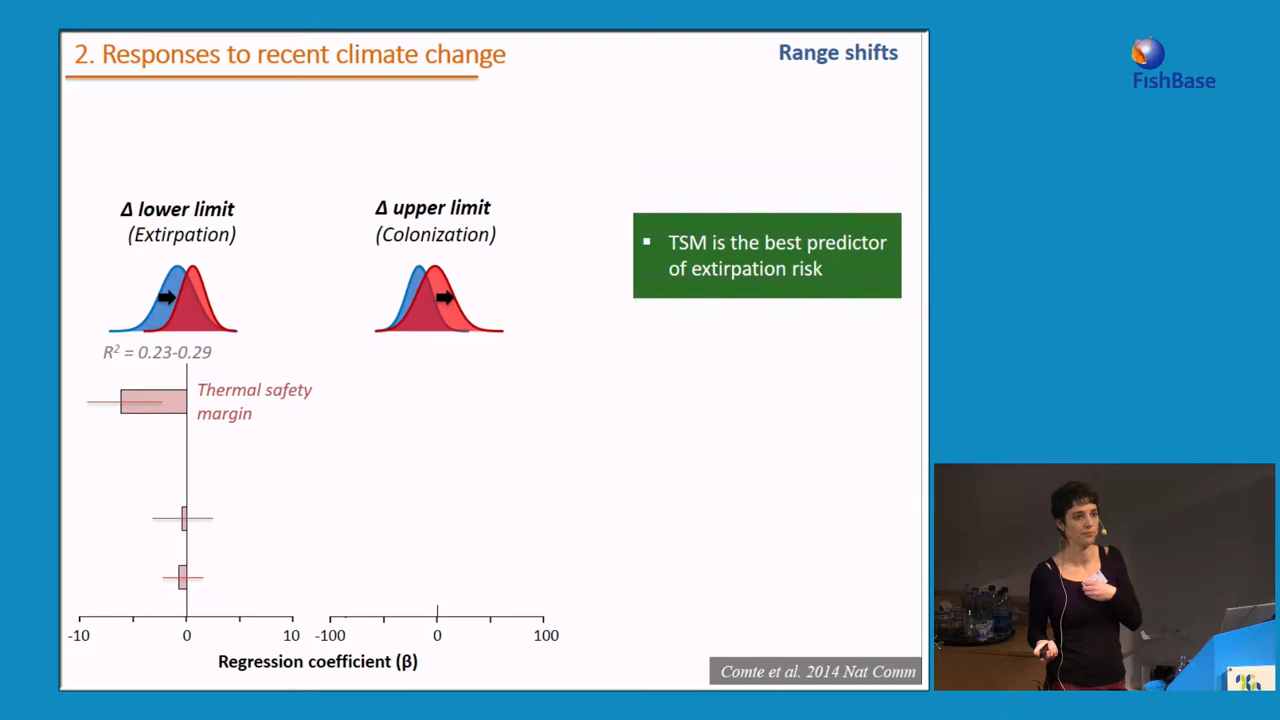 2. Responses to recent climate change
Range shifts
FishBase
Δ lower limit
(Extirpation)
Δ upper limit
(Colonization)
TSM is the best predictor
of extirpation risk
R² = 0.23-0.29
Thermal safety
margin
-10
0
10
-100
0
100
Regression coefficient (β)
Comte et al. 2014 Nat Comm